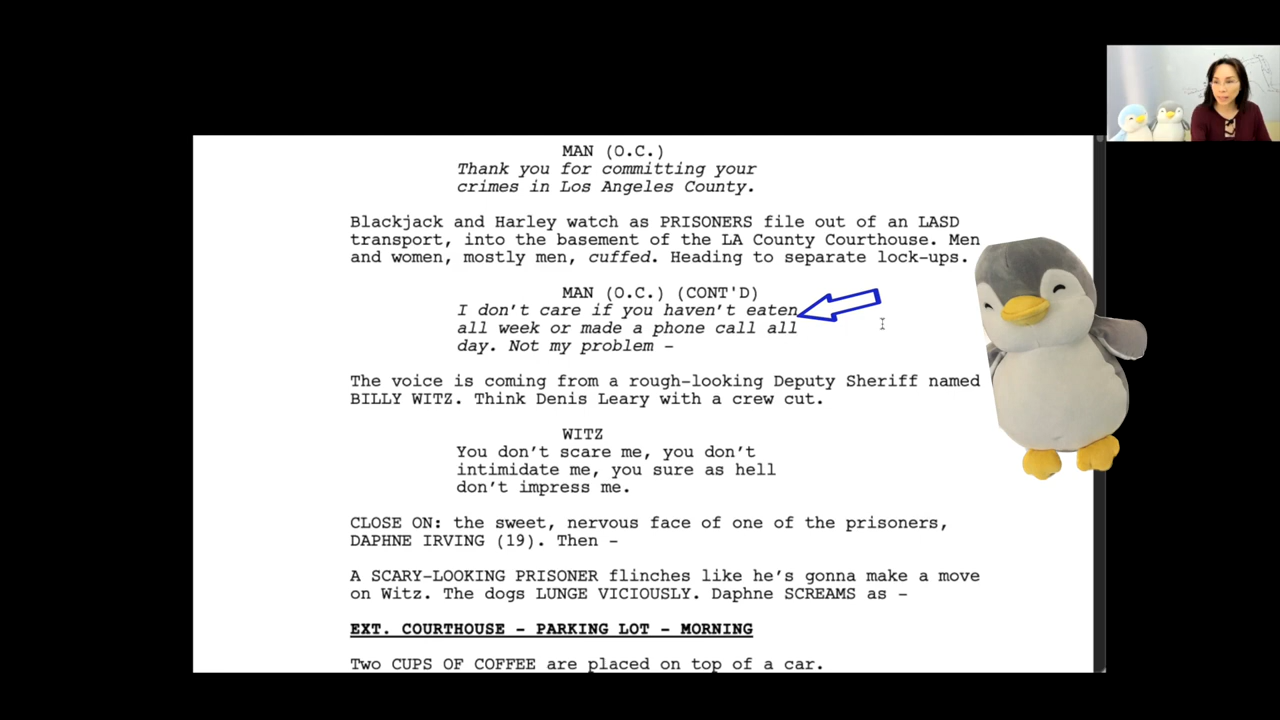 MAN (O.C.)
Thank you for committing your
crimes in Los Angeles County.
Blackjack and Harley watch as PRISONERS file out of an LASD
transport, into the basement of the LA County Courthouse. Men
and women, mostly men, cuffed. Heading to separate lock-ups.
MAN (O.C.) (CONT'D)
I don't care if you haven't eaten
all week or made a phone call all
day. Not my problem –
The voice is coming from a rough-looking Deputy Sheriff named
BILLY WITZ. Think Denis Leary with a crew cut.
WITZ
You don't scare me, you don't
intimidate me, you sure as hell
don't impress me.
CLOSE ON: the sweet, nervous face of one of the prisoners,
DAPHNE IRVING (19). Then –
A SCARY-LOOKING PRISONER flinches like he's gonna make a move
on Witz. The dogs LUNGE VICIOUSLY. Daphne SCREAMS as –
EXT. COURTHOUSE – PARKING LOT – MORNING
Two CUPS OF COFFEE are placed on top of a car.